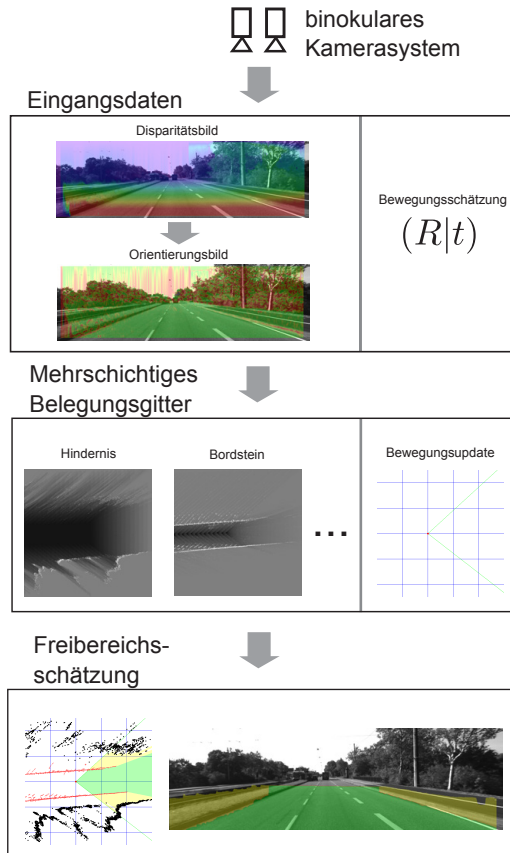 binokulares
Kamerasystem
Eingangsdaten
Disparitätsbild
Orientierungsbild
Bewegungsschätzung
(R|t)
Mehrschichtiges
Belegungsgitter
Hindernis
Bordstein
...
Bewegungsupdate
Freibereichs-
schätzung